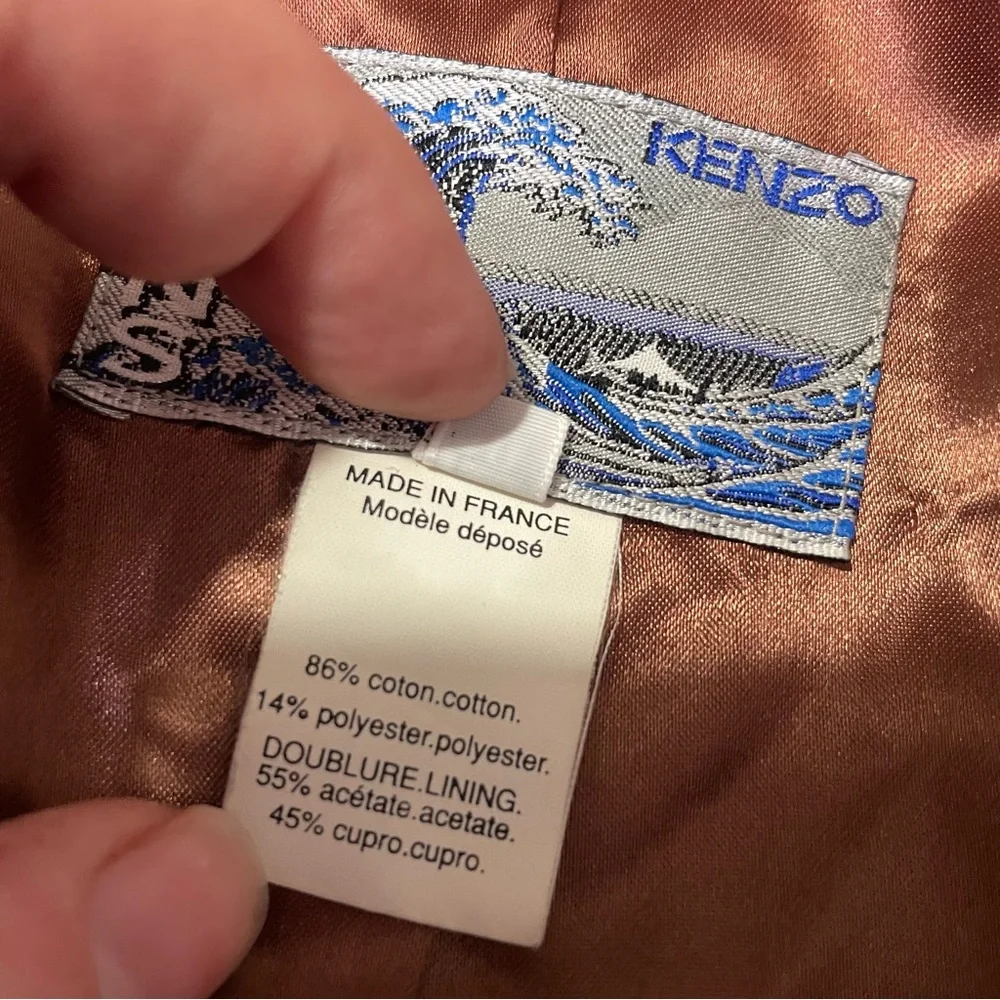 KENZO
MADE IN FRANCE
Modèle déposé
86% coton.cotton.
14% polyester.polyester.
DOUBLURE.LINING.
55% acétate.acetate.
45% cupro.cupro.